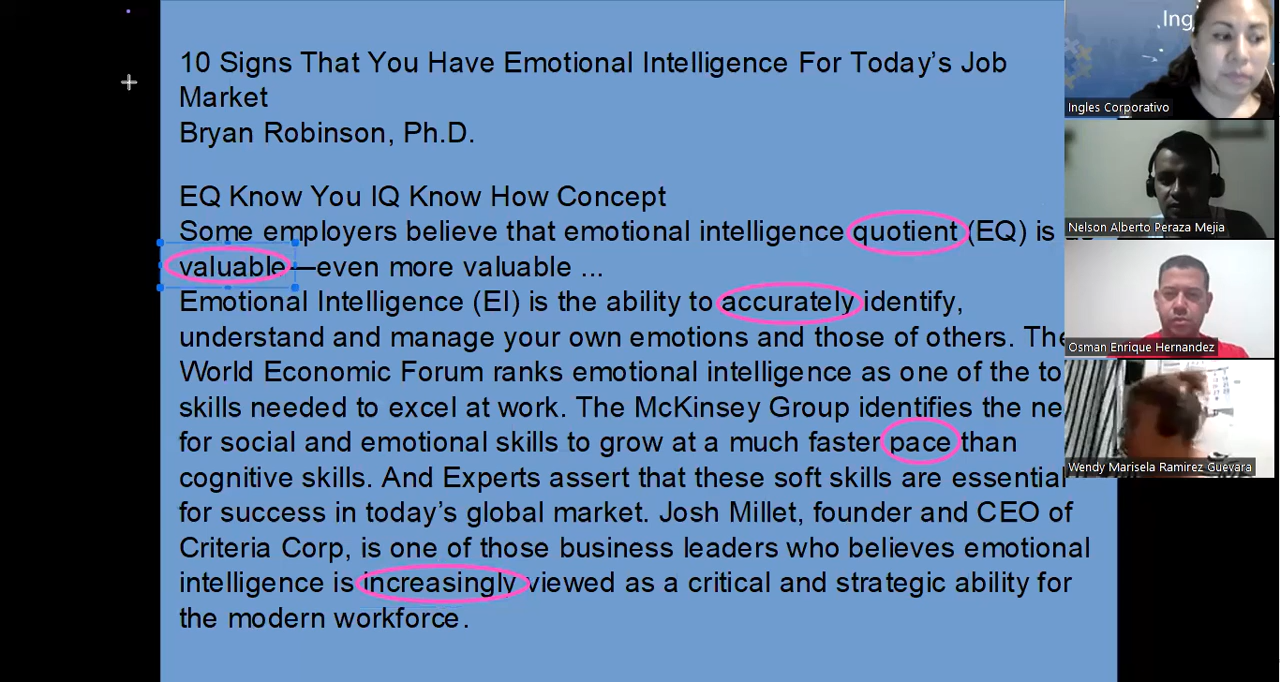 10 Signs That You Have Emotional Intelligence For Today's Job
Market
Bryan Robinson, Ph.D.
EQ Know You IQ Know How Concept
Some employers believe that emotional intelligence quotient (EQ) is
valuable—even more valuable ...
Emotional Intelligence (EI) is the ability to accurately identify,
understand and manage your own emotions and those of others. The
World Economic Forum ranks emotional intelligence as one of the
skills needed to excel at work. The McKinsey Group identifies the
for social and emotional skills to grow at a much faster pace than
cognitive skills. And Experts assert that these soft skills are essential
for success in today's global market. Josh Millet, founder and CEO of
Criteria Corp, is one of those business leaders who believes emotional
intelligence is increasingly viewed as a critical and strategic ability for
the modern workforce.
Ing
Ingles Corporativo
Nelson Alberto Peraza Mejia
Osman Enrique Hernandez
Wendy Marisela Ramirez Guevara